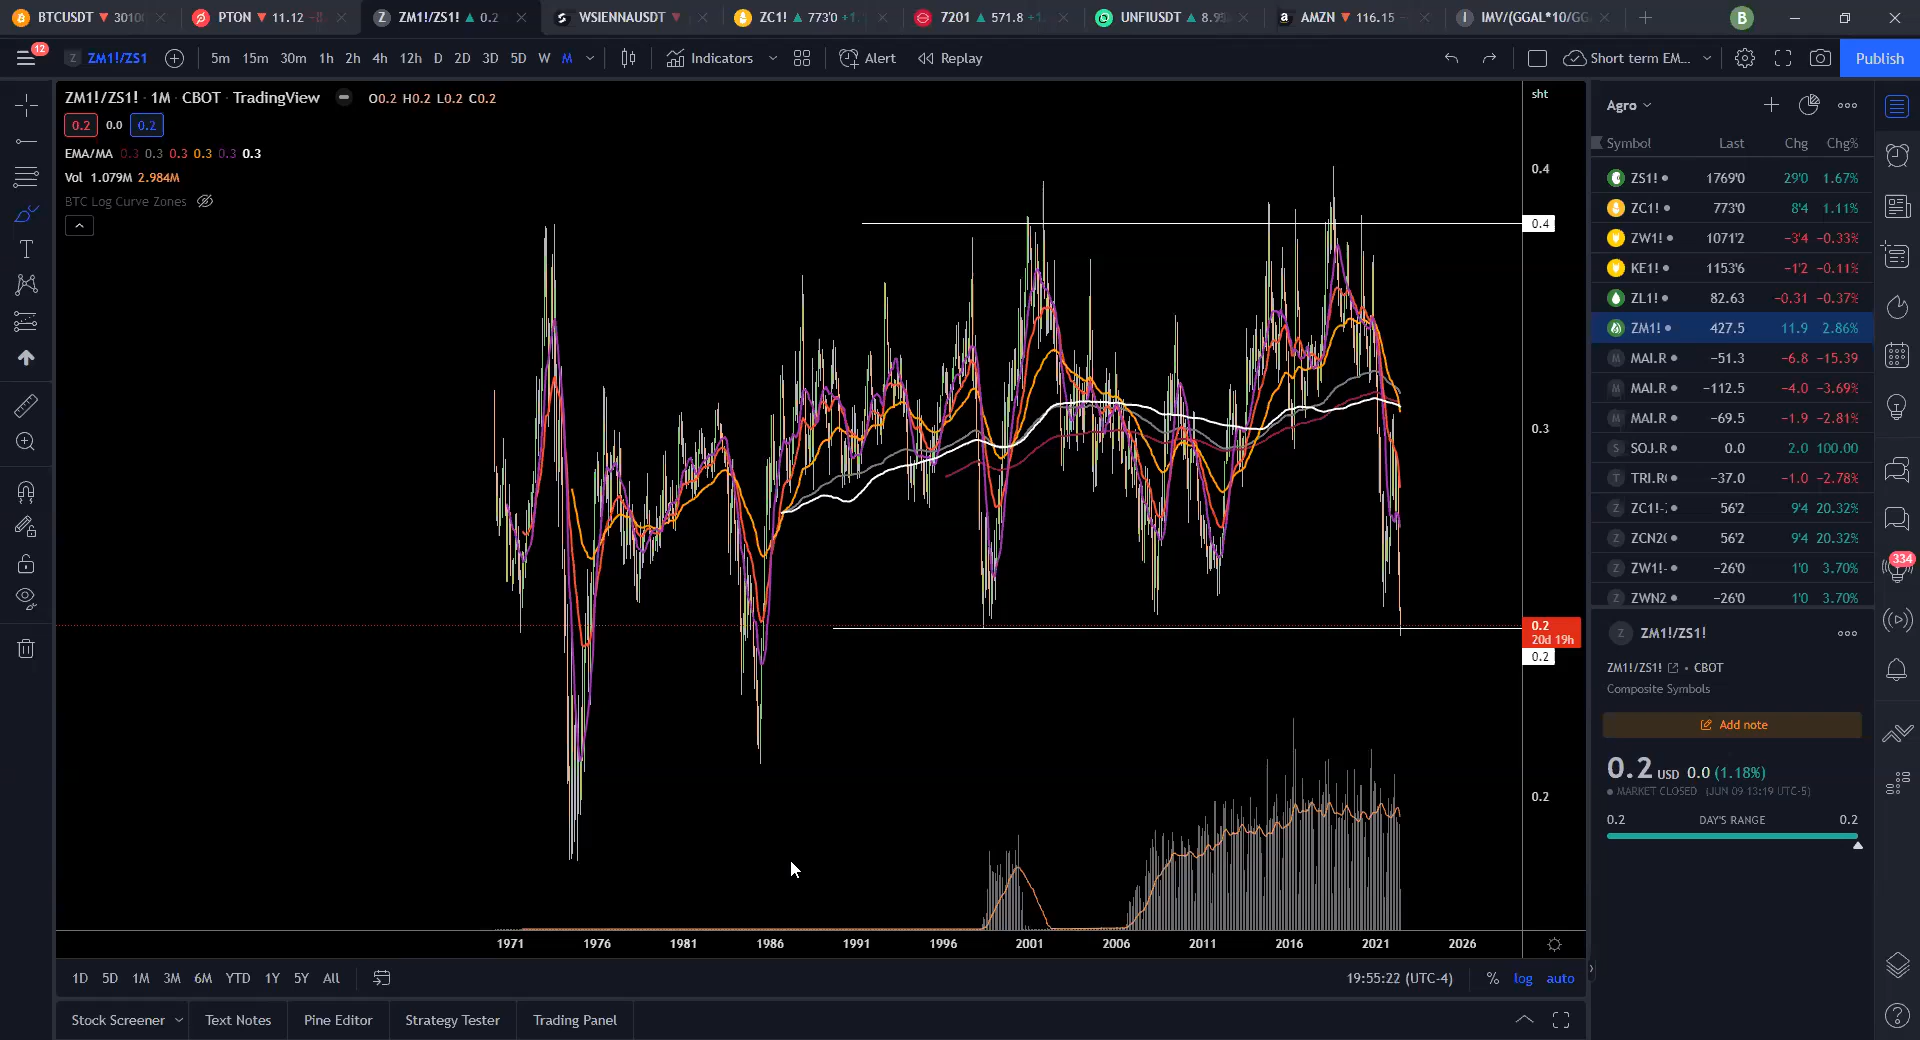 BTCUSDT ▼ 3010
PTON ▼ 11.12
ZM1!/ZS1! ▲ 0.2
WSIENNAUSDT ▼
ZC1! ▲ 773'0
7201 ▲ 571.8
UNFIUSDT ▲ 8.9
a AMZN ▼ 116.15
I IMV/(GGAL*10/GG
B
12
Z ZM1!/ZS1
5m 15m 30m 1h 2h 4h 12h D 2D 3D 5D W M
Indicators
Alert
Replay
Short term EM...
Publish
ZM1!/ZS1! · 1M · CBOT · TradingView
O0.2 H0.2 L0.2 C0.2
0.2 0.0 0.2
EMA/MA 0.3 0.3 0.3 0.3 0.3 0.3
Vol 1.079M 2.984M
BTC Log Curve Zones
sht
0.4
0.4
0.3
0.2
20d 19h
0.2
0.2
1971 1976 1981 1986 1991 1996 2001 2006 2011 2016 2021 2026
1D 5D 1M 3M 6M YTD 1Y 5Y All
19:55:22 (UTC-4)
% log auto
Stock Screener
Text Notes
Pine Editor
Strategy Tester
Trading Panel
Agro
Symbol Last Chg Chg%
ZS1! 1769'0 29'0 1.67%
ZC1! 773'0 8'4 1.11%
ZW1! 1071'2 −3'4 −0.33%
KE1! 1153'6 −1'2 −0.11%
ZL1! 82.63 −0.31 −0.37%
ZM1! 427.5 11.9 2.86%
M MAI.R −51.3 −6.8 −15.39
M MAI.R −112.5 −4.0 −3.69%
M MAI.R −69.5 −1.9 −2.81%
S SOJ.R 0.0 2.0 100.00
T TRI.R −37.0 −1.0 −2.78%
Z ZC1!- 56'2 9'4 20.32%
Z ZCN2( 56'2 9'4 20.32%
Z ZW1!- −26'0 1'0 3.70%
Z ZWN2 −26'0 1'0 3.70%
Z ZM1!/ZS1!
ZM1!/ZS1! • CBOT
Composite Symbols
Add note
0.2 USD 0.0 (1.18%)
MARKET CLOSED (JUN 09 13:19 UTC-5)
0.2 DAY'S RANGE 0.2
334